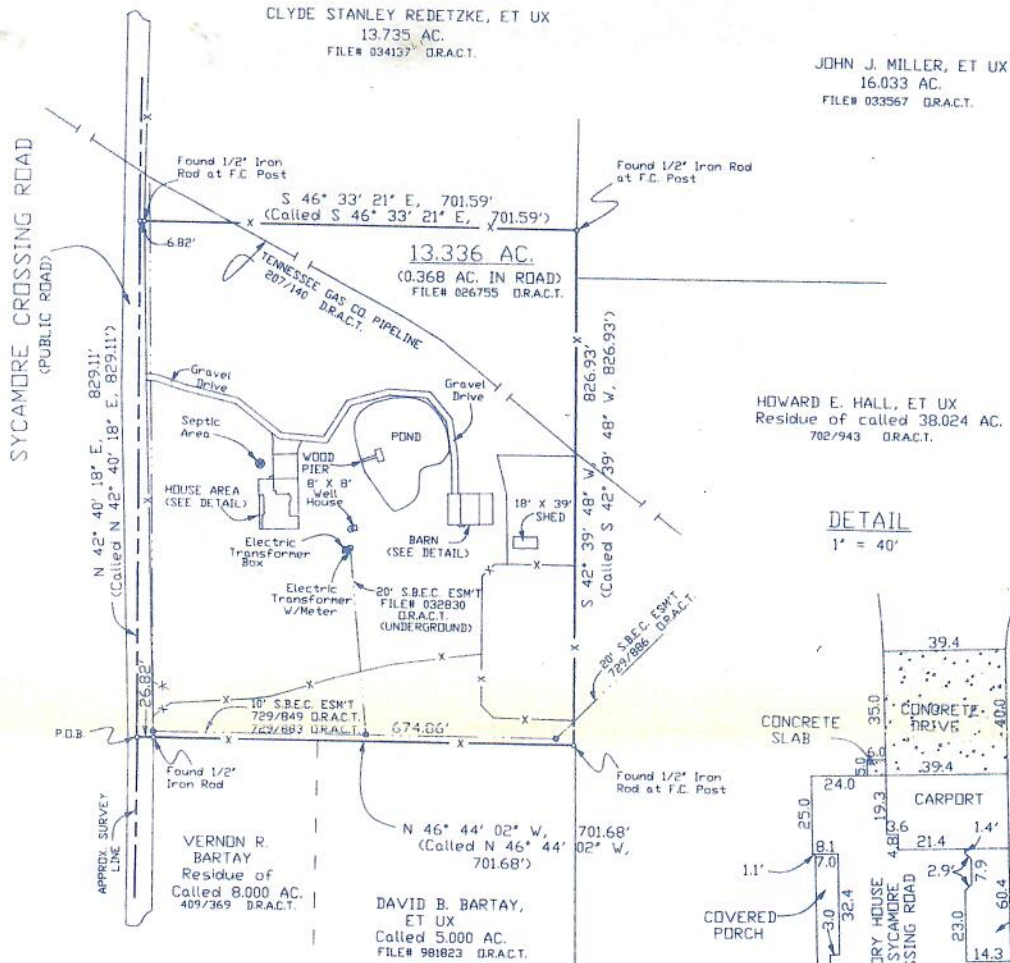 CLYDE STANLEY REDETZKE, ET UX
13.735 AC.
FILE# 034137 O.R.A.C.T.
JOHN J. MILLER, ET UX
16.033 AC.
FILE# 033567 O.R.A.C.T.
SYCAMORE CROSSING ROAD
(PUBLIC ROAD)
Found 1/2" Iron
Rod at F.C. Post
Found 1/2" Iron Rod
at F.C. Post
S 46° 33' 21" E, 701.59'
(Called S 46° 33' 21" E, 701.59')
6.82'
13.336 AC.
(0.368 AC. IN ROAD)
FILE# 026755 O.R.A.C.T.
TENNESSEE GAS CO. PIPELINE
207/140 D.R.A.C.T.
N 42° 40' 18" E, 829.11'
(Called N 42° 40' 18" E, 829.11')
S 42° 39' 48" W, 826.93'
(Called S 42° 39' 48" W, 826.93')
Gravel
Drive
Gravel
Drive
Septic
Area
POND
WOOD
PIER
8' X 8'
Well
House
HOUSE AREA
(SEE DETAIL)
BARN
(SEE DETAIL)
18' X 39'
SHED
Electric
Transformer
Box
Electric
Transformer
W/Meter
20' S.B.E.C. ESM'T
FILE# 032830
O.R.A.C.T.
(UNDERGROUND)
HOWARD E. HALL, ET UX
Residue of called 38.024 AC.
702/943 O.R.A.C.T.
DETAIL
1" = 40'
20' S.B.E.C. ESM'T
729/886 O.R.A.C.T.
26.82'
10' S.B.E.C. ESM'T
729/849 O.R.A.C.T.
729/883 O.R.A.C.T.
674.86'
P.O.B.
Found 1/2"
Iron Rod
Found 1/2" Iron
Rod at F.C. Post
N 46° 44' 02" W, 701.68'
(Called N 46° 44' 02" W,
701.68')
APPROX. SURVEY
LINE
VERNON R.
BARTAY
Residue of
Called 8.000 AC.
409/369 D.R.A.C.T.
DAVID B. BARTAY,
ET UX
Called 5.000 AC.
FILE# 981823 O.R.A.C.T.
39.4
35.0
CONCRETE
DRIVE
40.0
CONCRETE
SLAB
6.0
5.0
39.4
24.0
CARPORT
25.0
19.3
3.6
4.8
21.4
1.4'
8.1
7.0
1.1'
2.9'
7.9
60.4
32.4
COVERED
PORCH
3.0
23.0
14.3
ORY HOUSE
SYCAMORE
SSING ROAD